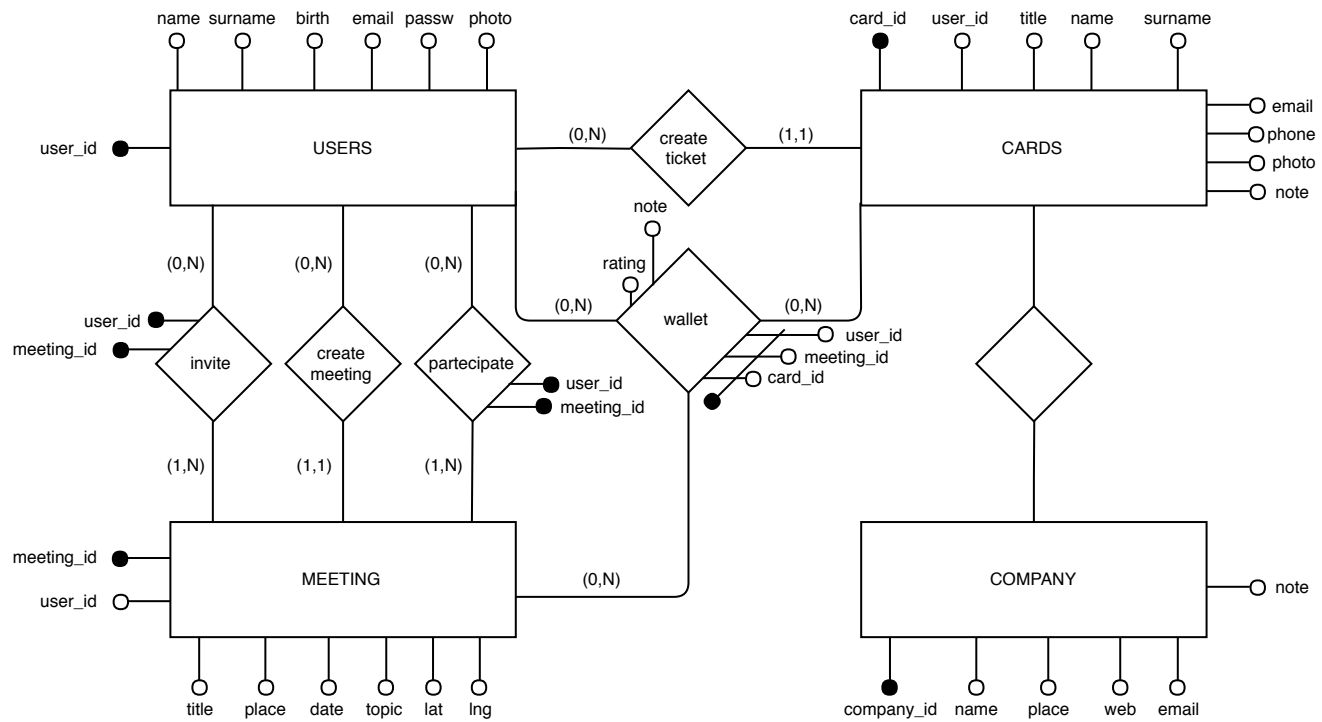 name surname birth email passw photo
card_id user_id title name surname
user_id
USERS
(0,N)
create
ticket
(1,1)
CARDS
email
phone
photo
note
note
rating
(0,N)
(0,N)
(0,N)
(0,N)
wallet
(0,N)
user_id
meeting_id
card_id
(0,N)
user_id
meeting_id
invite
create
meeting
partecipate
user_id
meeting_id
(1,N)
(1,1)
(1,N)
meeting_id
user_id
MEETING
(0,N)
COMPANY
note
title place date topic lat lng
company_id name place web email